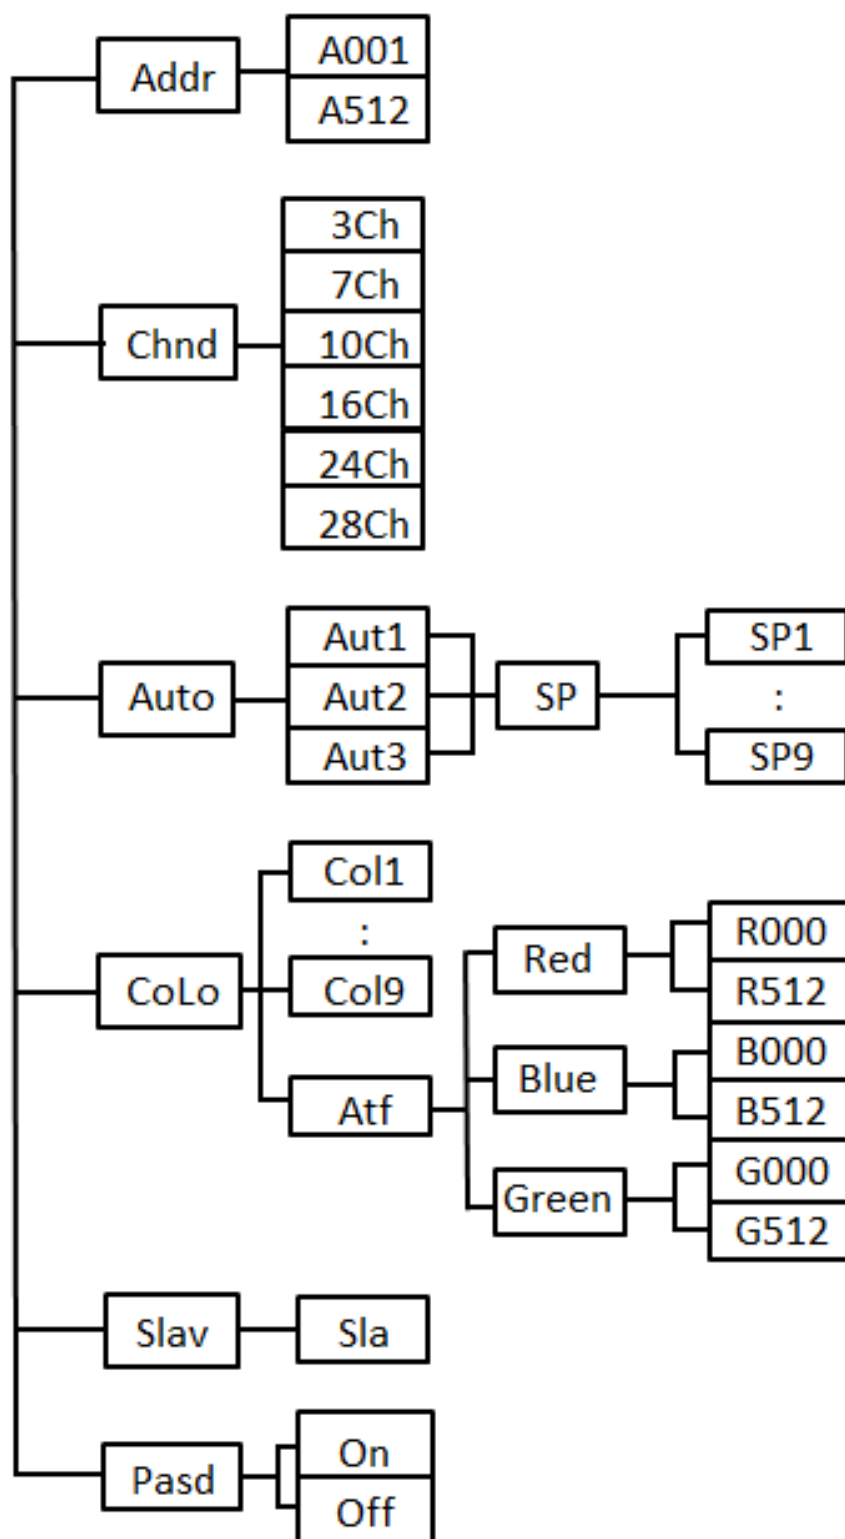 Addr
A001
A512
Chnd
3Ch
7Ch
10Ch
16Ch
24Ch
28Ch
Auto
Aut1
Aut2
Aut3
SP
SP1
:
SP9
CoLo
Col1
:
Col9
Atf
Red
R000
R512
Blue
B000
B512
Green
G000
G512
Slav
Sla
Pasd
On
Off